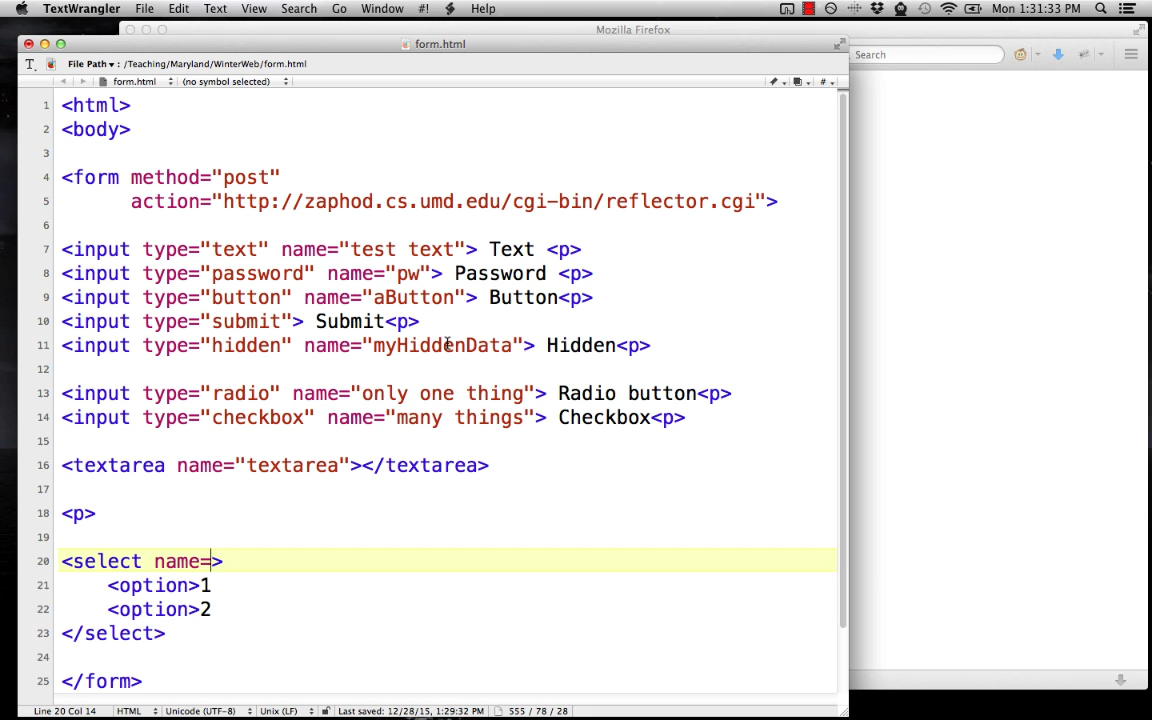 TextWrangler File Edit Text View Search Go Window #! Help Mon 1:31:33 PM
Mozilla Firefox
form.html
File Path ▾ : /Teaching/Maryland/WinterWeb/form.html
Search
form.html (no symbol selected)
1 <html>
2 <body>
3
4 <form method="post"
5 action="http://zaphod.cs.umd.edu/cgi-bin/reflector.cgi">
6
7 <input type="text" name="test text"> Text <p>
8 <input type="password" name="pw"> Password <p>
9 <input type="button" name="aButton"> Button<p>
10 <input type="submit"> Submit<p>
11 <input type="hidden" name="myHiddenData"> Hidden<p>
12
13 <input type="radio" name="only one thing"> Radio button<p>
14 <input type="checkbox" name="many things"> Checkbox<p>
15
16 <textarea name="textarea"></textarea>
17
18 <p>
19
20 <select name=>
21 <option>1
22 <option>2
23 </select>
24
25 </form>
Line 20 Col 14 HTML Unicode (UTF-8) Unix (LF) Last saved: 12/28/15, 1:29:32 PM 555 / 78 / 28